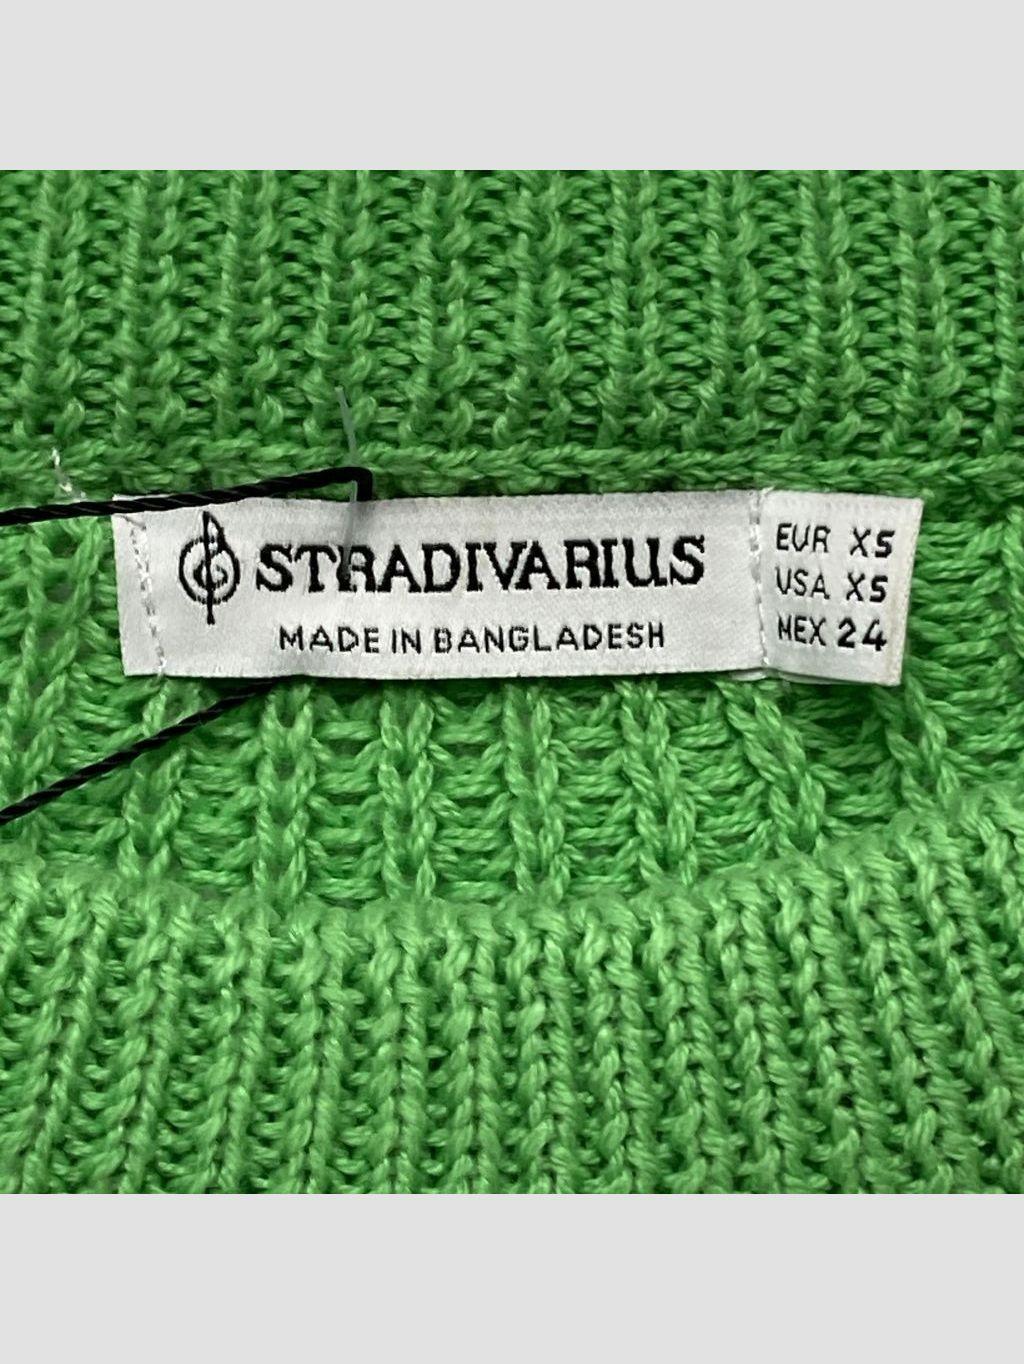 STRADIVARIUS
MADE IN BANGLADESH
EUR XS
USA XS
MEX 24